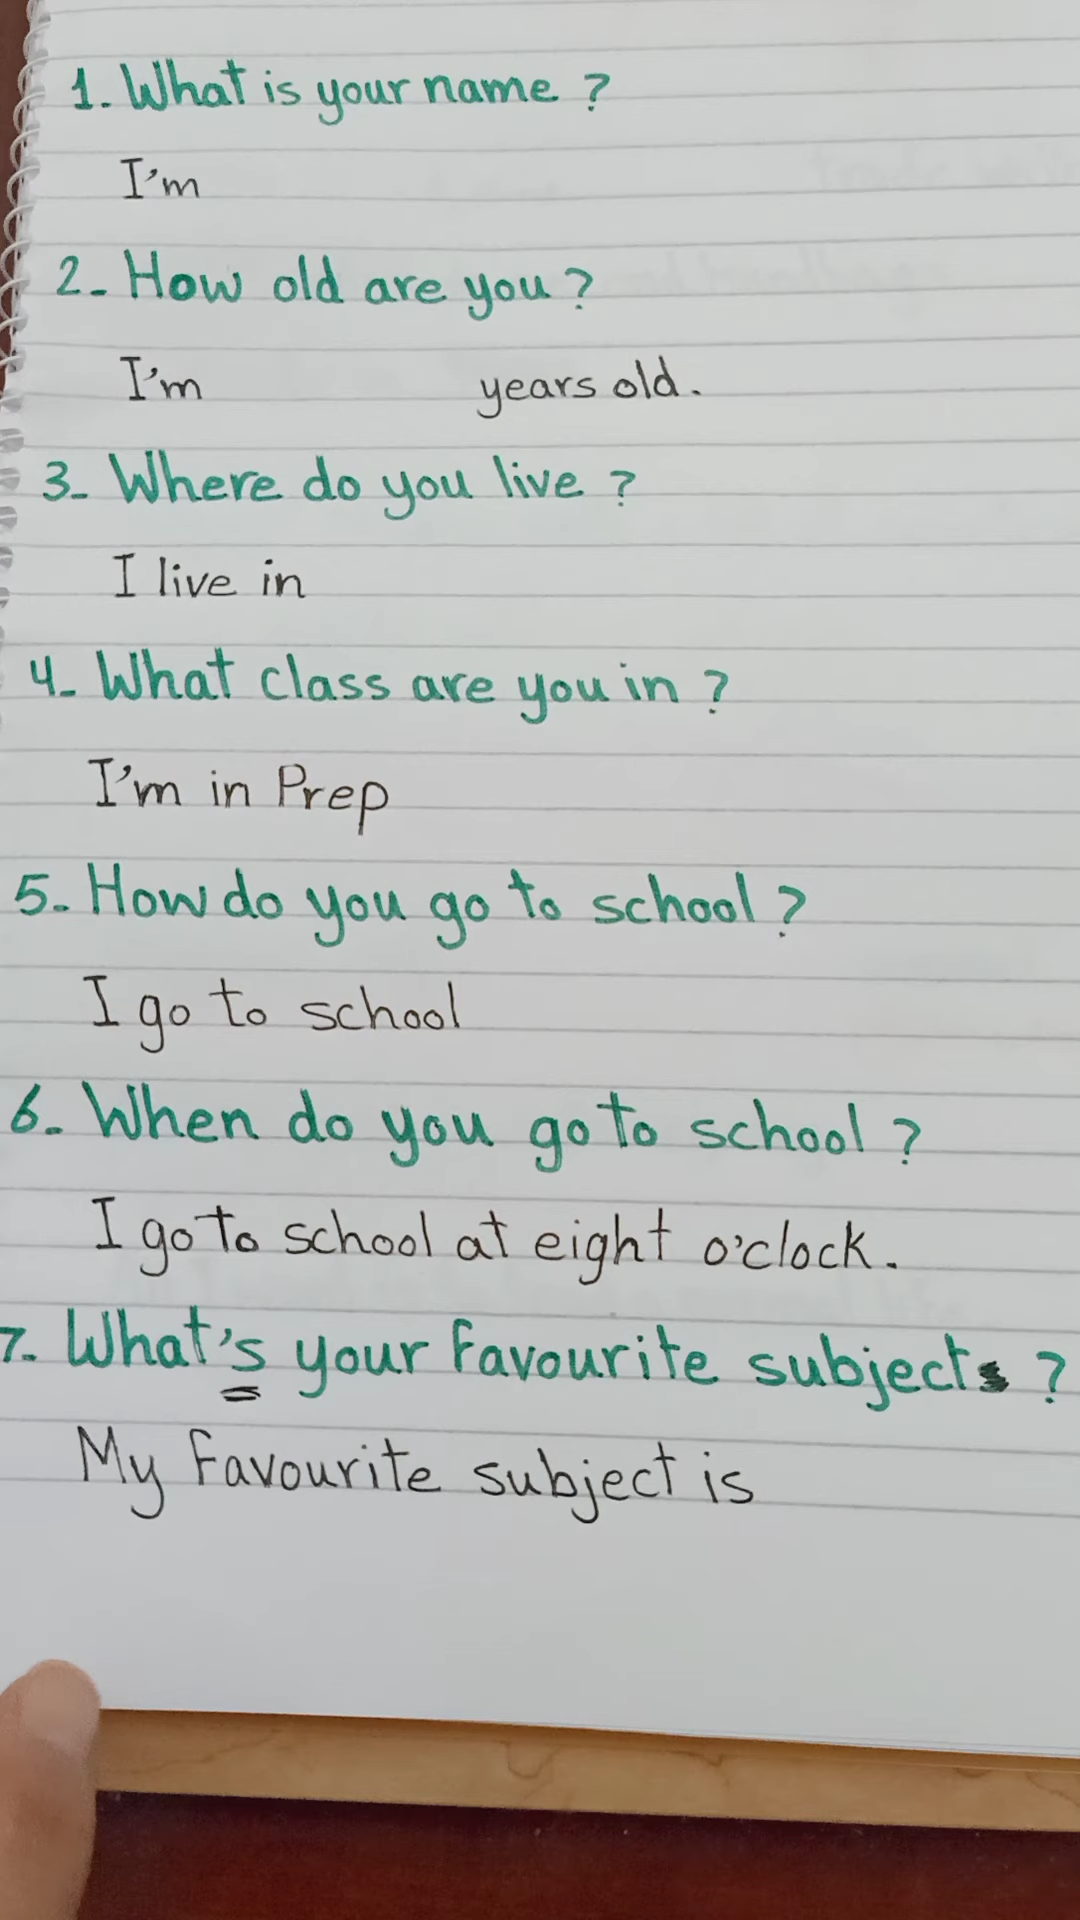 1. What is your name ?
I'm
2- How old are you ?
I'm years old.
3- Where do you live ?
I live in
4- What class are you in ?
I'm in Prep
5- How do you go to school ?
I go to school
6- When do you go to school ?
I go to school at eight o'clock.
7- What's your favourite subject ?
My favourite subject is